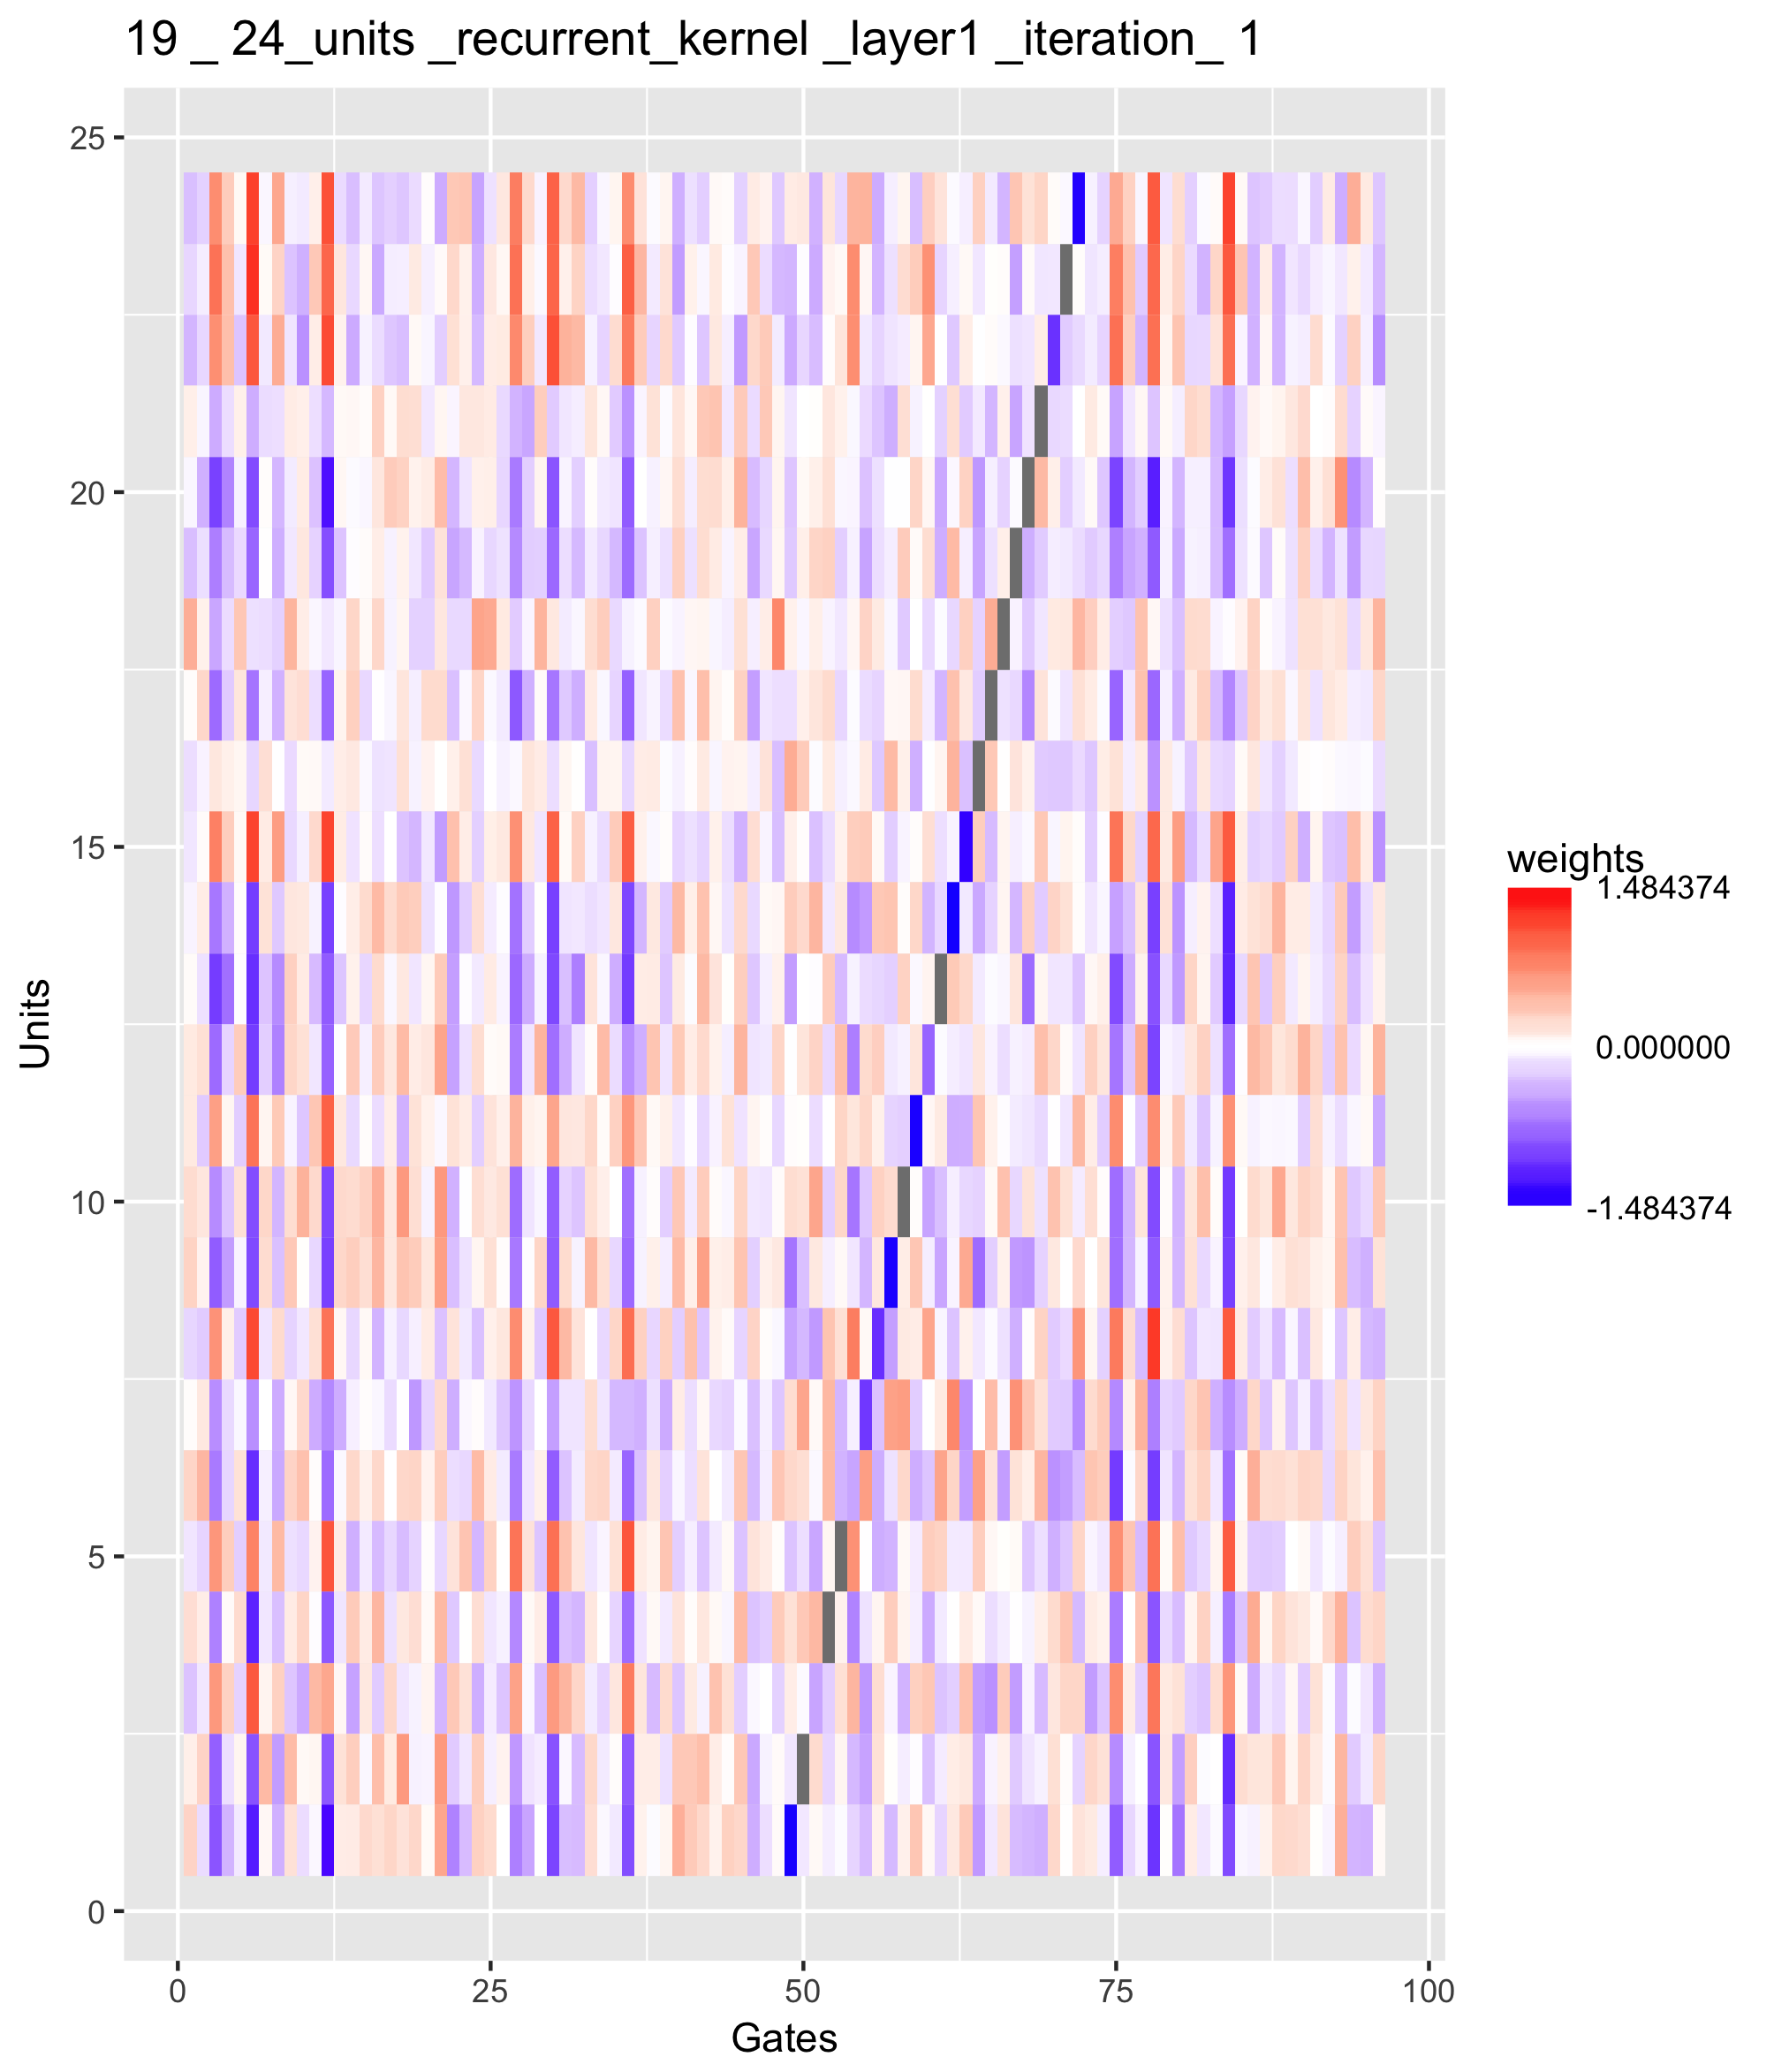 19 _ 24_units _recurrent_kernel _layer1 _iteration_ 1
25
20
15
10
5
0
Units
0 25 50 75 100
Gates
weights
1.484374
0.000000
-1.484374